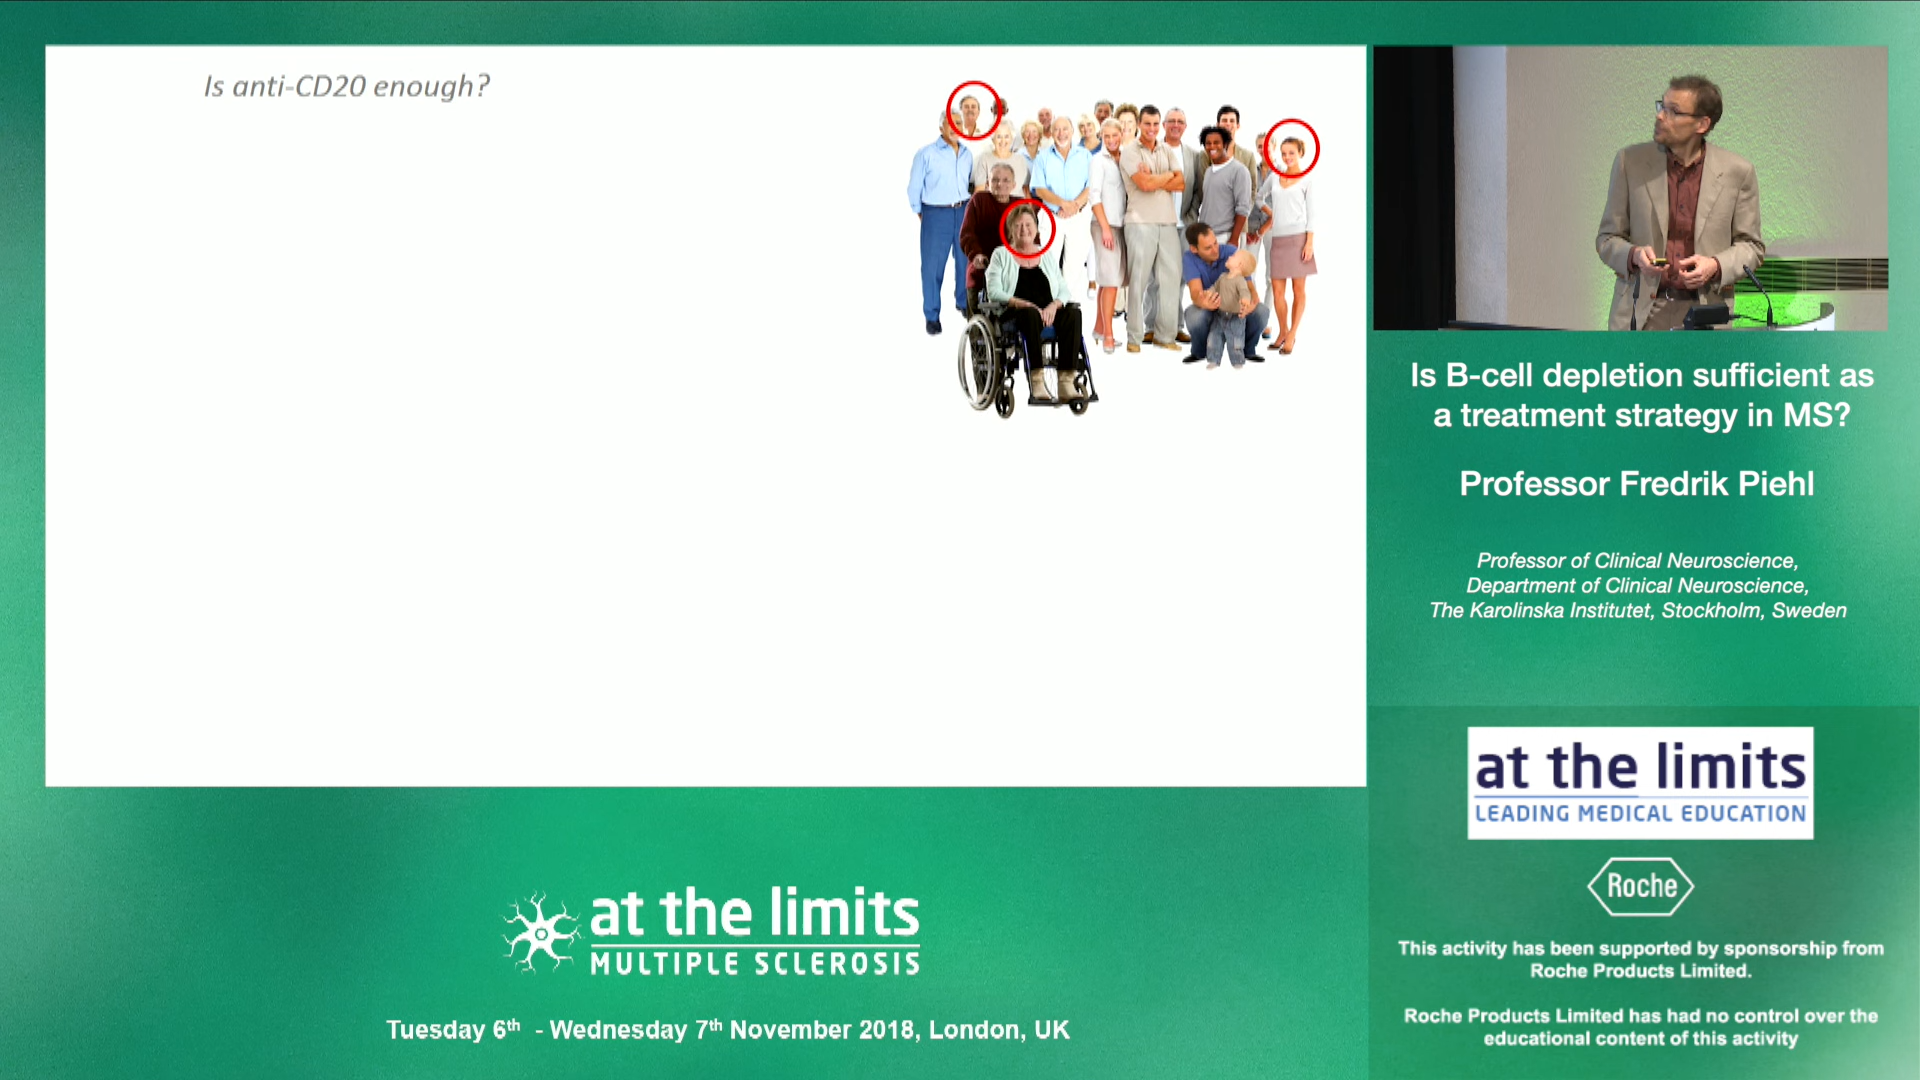 Is anti-CD20 enough?
Is B-cell depletion sufficient as
a treatment strategy in MS?
Professor Fredrik Piehl
Professor of Clinical Neuroscience,
Department of Clinical Neuroscience,
The Karolinska Institutet, Stockholm, Sweden
at the limits
LEADING MEDICAL EDUCATION
Roche
This activity has been supported by sponsorship from
Roche Products Limited.
Roche Products Limited has had no control over the
educational content of this activity
at the limits
MULTIPLE SCLEROSIS
Tuesday 6th - Wednesday 7th November 2018, London, UK